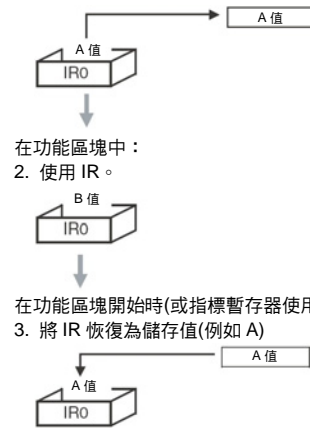 A 值
A 值
IR0
在功能區塊中：
2. 使用 IR。
B 值
IR0
在功能區塊開始時(或指標暫存器使用
3. 將 IR 恢復為儲存值(例如 A)
A 值
A 值
IR0